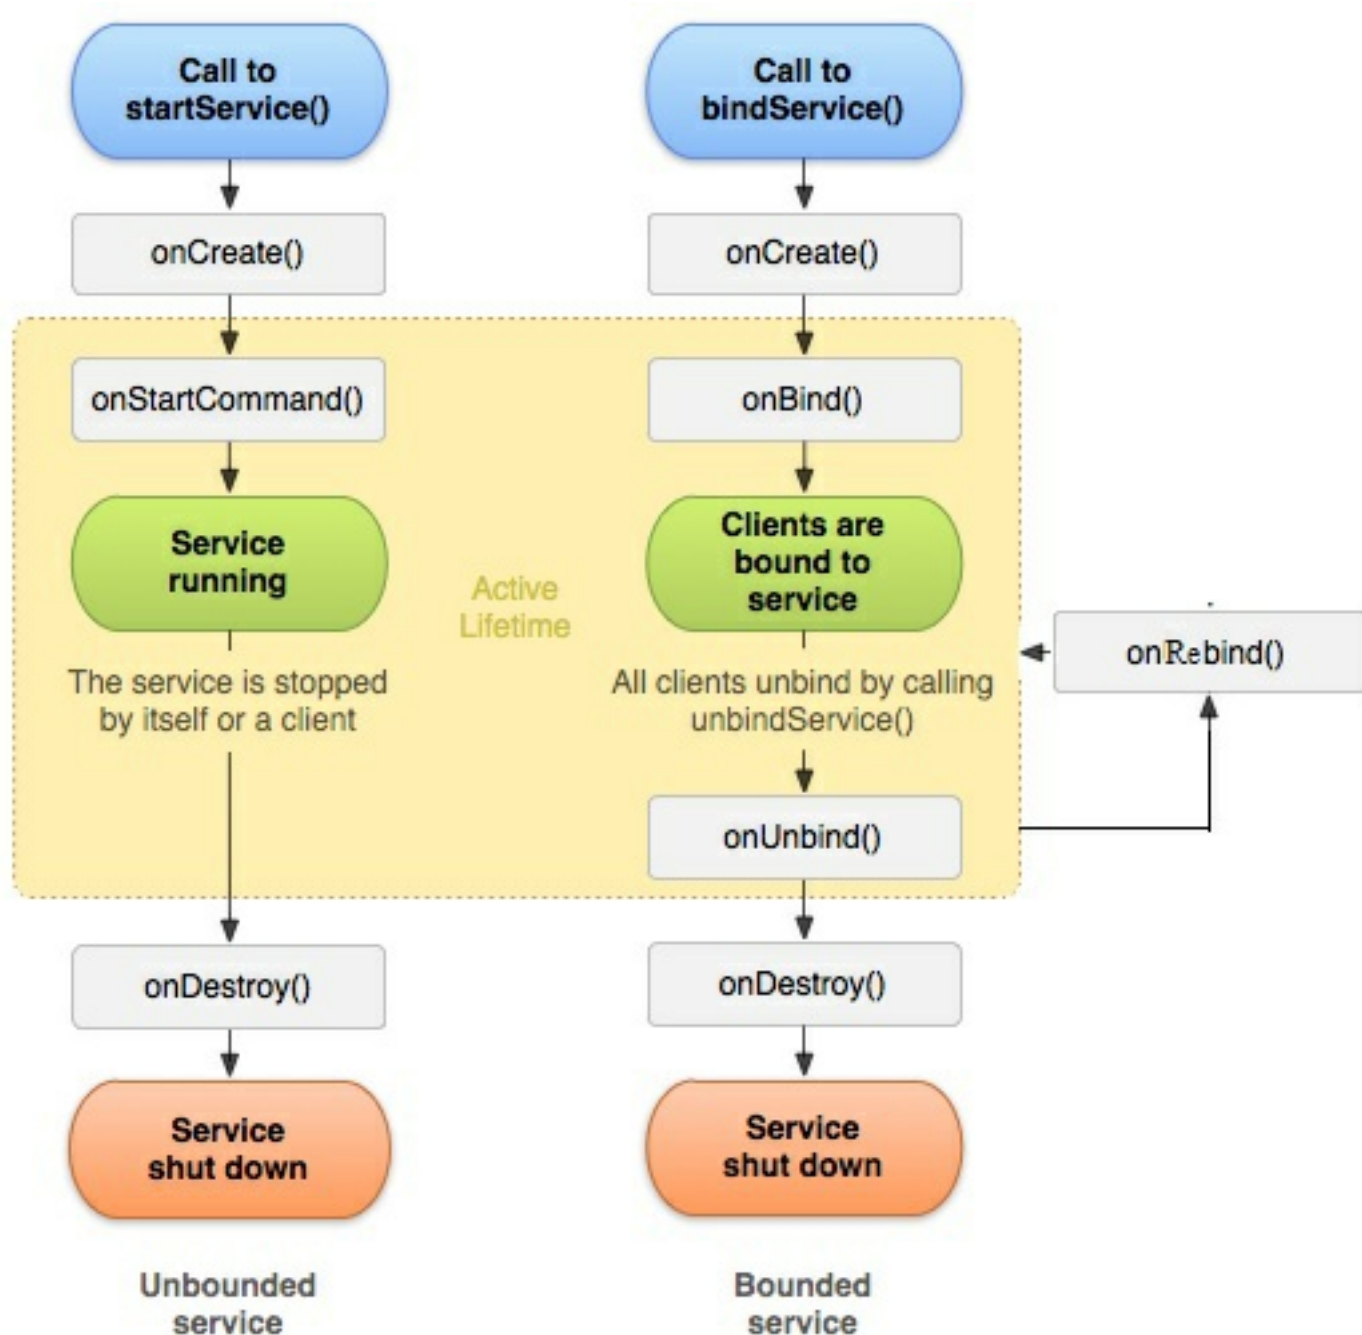 Call to
startService()
onCreate()
onStartCommand()
Service
running
The service is stopped
by itself or a client
onDestroy()
Service
shut down
Unbounded
service
Active
Lifetime
Call to
bindService()
onCreate()
onBind()
Clients are
bound to
service
All clients unbind by calling
unbindService()
onUnbind()
onRebind()
onDestroy()
Service
shut down
Bounded
service